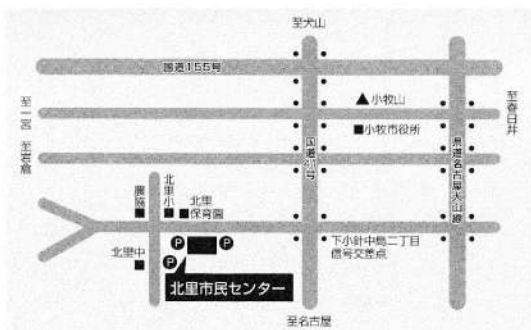 至犬山
国道155号
至一宮
至岩倉
▲小牧山
■小牧市役所
国道41号
県道名古屋犬山線
至春日井
農協
北里小
北里
保育園
P
P
北里中
北里市民センター
下小針中島二丁目
信号交差点
至名古屋